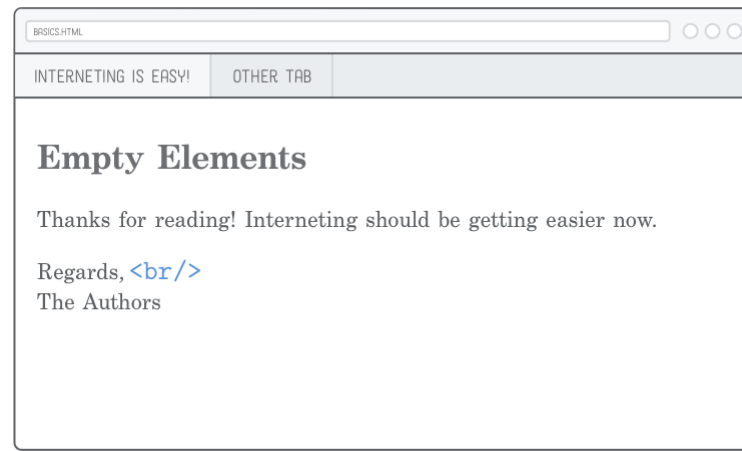 BASICS.HTML
INTERNETING IS EASY! OTHER TAB
Empty Elements
Thanks for reading! Interneting should be getting easier now.
Regards, <br/>
The Authors